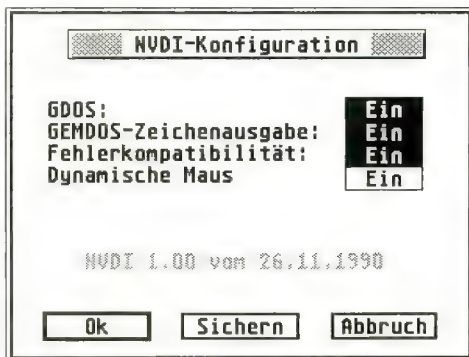 NVDI-Konfiguration
GDOS: Ein
GEMDOS-Zeichenausgabe: Ein
Fehlerkompatibilität: Ein
Dynamische Maus Ein
NVDI 1.00 vom 26.11.1990
Ok Sichern Abbruch